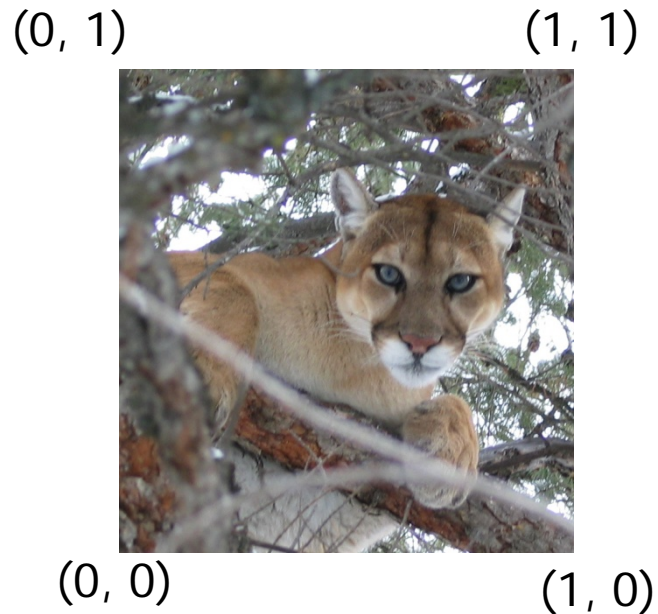 (0, 1) (1, 1)
(0, 0) (1, 0)